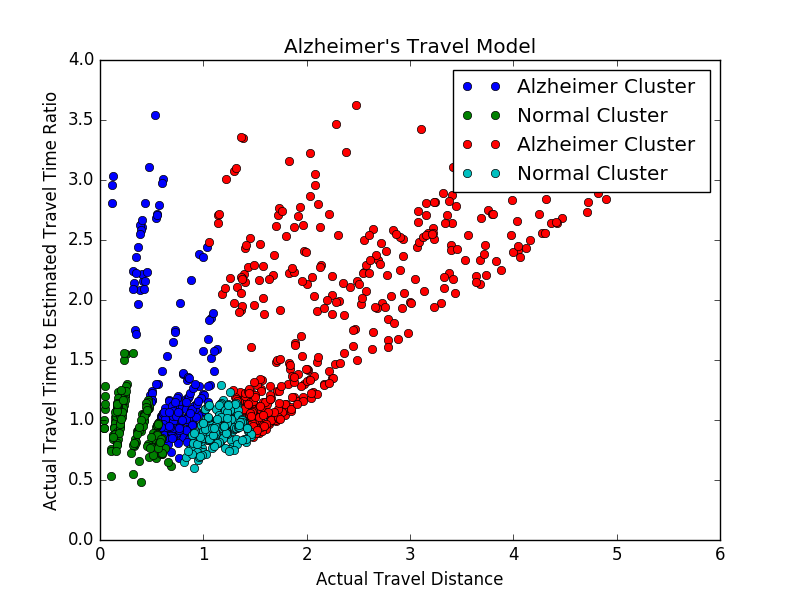 Alzheimer's Travel Model
4.0
3.5
3.0
2.5
2.0
1.5
1.0
0.5
0.0
Actual Travel Time to Estimated Travel Time Ratio
Alzheimer Cluster
Normal Cluster
Alzheimer Cluster
Normal Cluster
0 1 2 3 4 5 6
Actual Travel Distance